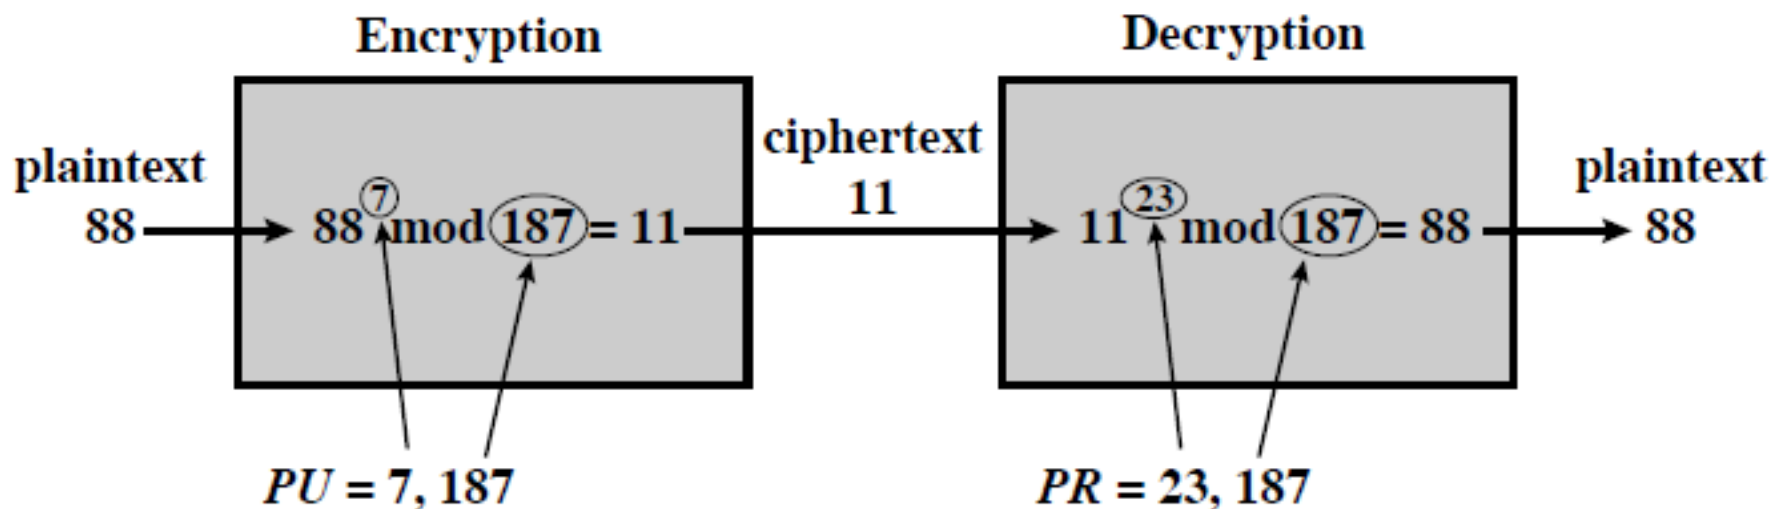 Encryption
Decryption
plaintext
88
88^7 mod 187 = 11
ciphertext
11
11^23 mod 187 = 88
plaintext
88
PU = 7, 187
PR = 23, 187